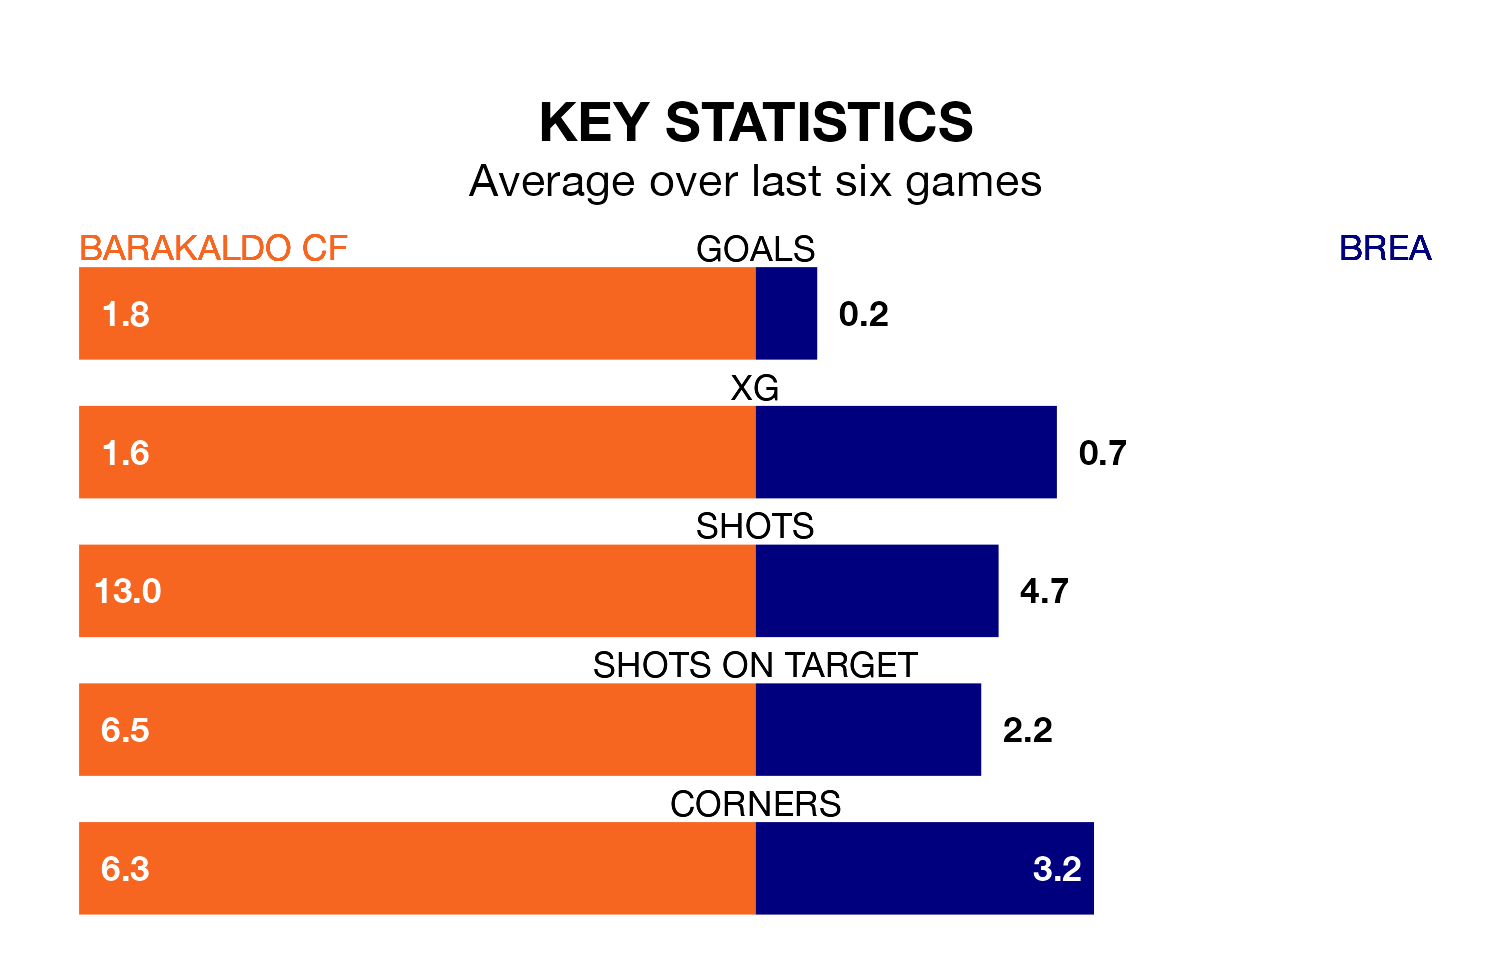 KEY STATISTICS
Average over last six games
BARAKALDO CF GOALS BREA
1.8 0.2
XG
1.6 0.7
SHOTS
13.0 4.7
SHOTS ON TARGET
6.5 2.2
CORNERS
6.3 3.2